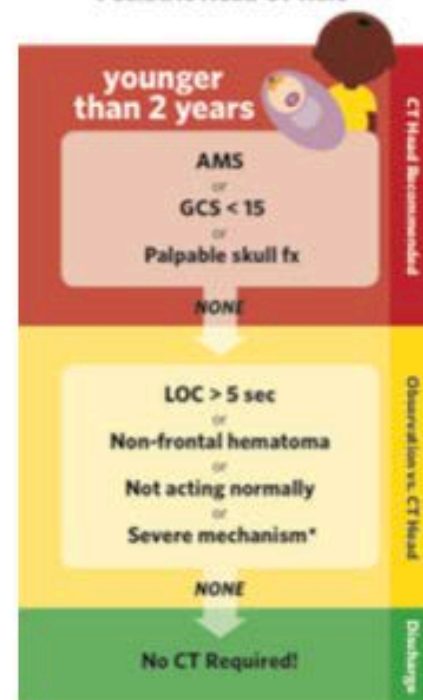 younger
than 2 years
AMS
or
GCS < 15
or
Palpable skull fx
NONE
CT Head Recommended
LOC > 5 sec
or
Non-frontal hematoma
or
Not acting normally
or
Severe mechanism*
NONE
Observation vs. CT Head
No CT Required!
Discharge